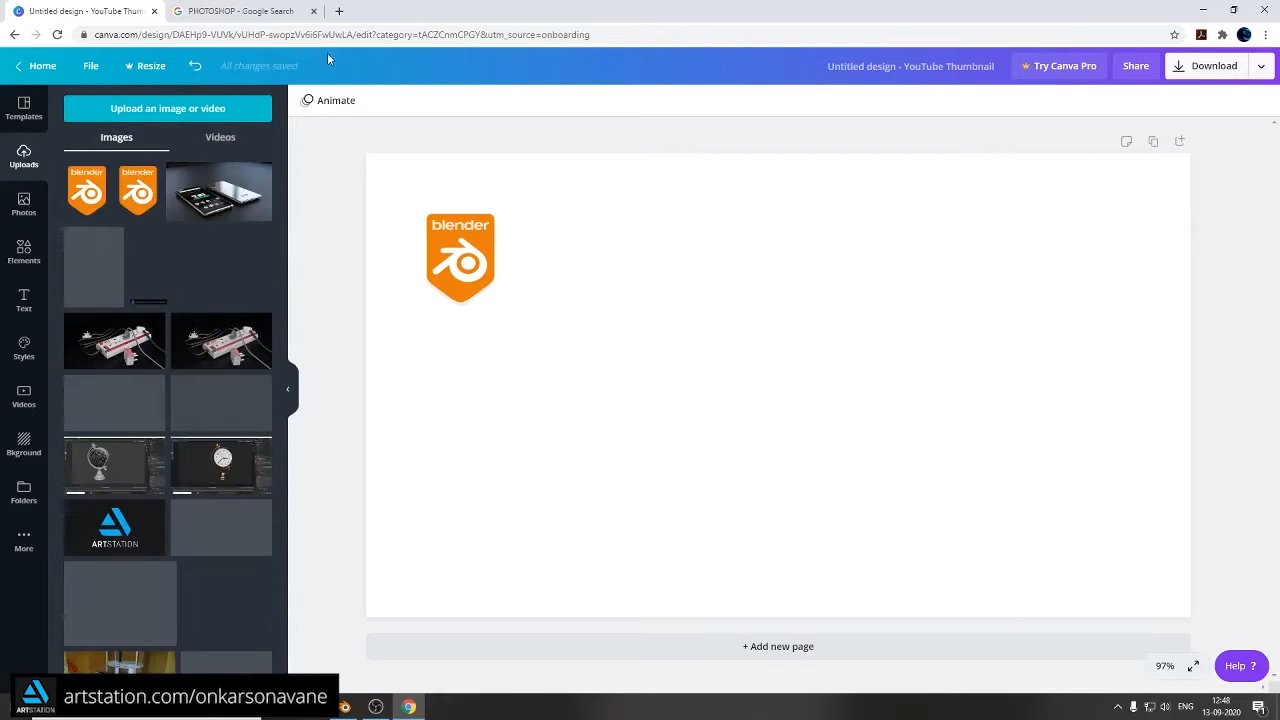 Untitled design - YouTube Thum
PHOTOSHOP - Google Search
canva.com/design/DAEHp9-VUVk/vUHdP-swopzVv6i6FwUwLA/edit?category=tACZCnmCPGY&utm_source=onboarding
Home
File
Resize
All changes saved
Untitled design - YouTube Thumbnail
Try Canva Pro
Share
Download
Templates
Uploads
Photos
Elements
Text
Styles
Videos
Bkground
Folders
More
Upload an image or video
Images
Videos
blender
blender
ARTSTATION
Animate
blender
+ Add new page
97%
Help ?
artstation.com/onkarsonavane
ENG
12:48
13-09-2020